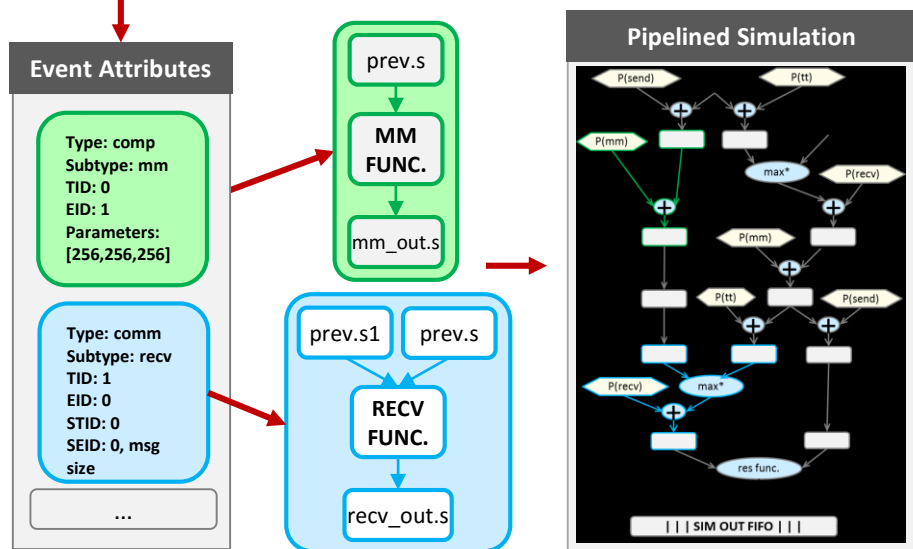 Event Attributes
Type: comp
Subtype: mm
TID: 0
EID: 1
Parameters:
[256,256,256]
Type: comm
Subtype: recv
TID: 1
EID: 0
STID: 0
SEID: 0, msg
size
...
prev.s
MM
FUNC.
mm_out.s
prev.s1
prev.s
RECV
FUNC.
recv_out.s
Pipelined Simulation
P(send)
P(tt)
+
+
P(mm)
max*
P(recv)
+
+
P(mm)
+
P(tt)
P(send)
+
+
P(recv)
max*
+
res func.
| | | SIM OUT FIFO | | |